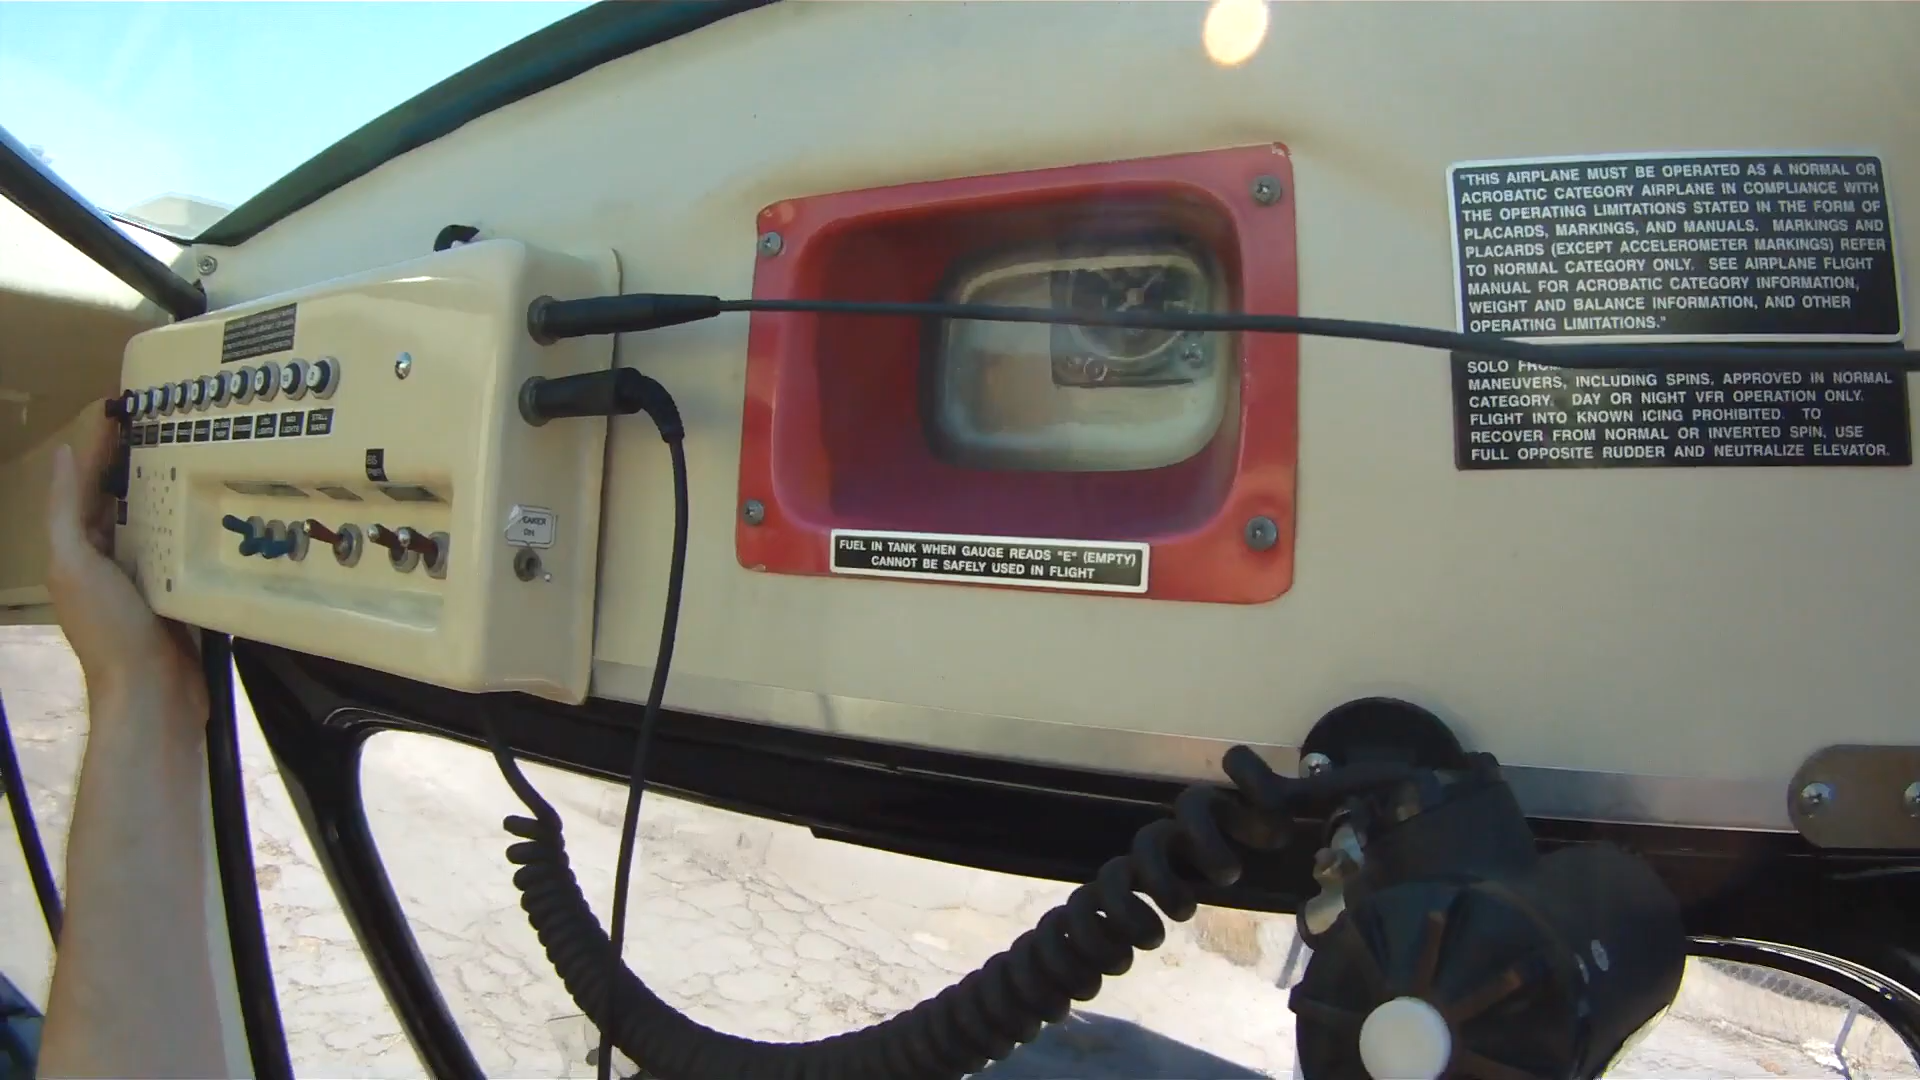 STALL
WARN
NAV
LIGHTS
LDG
LIGHTS
EAKER
ON
FUEL IN TANK WHEN GAUGE READS "E" (EMPTY)
CANNOT BE SAFELY USED IN FLIGHT
"THIS AIRPLANE MUST BE OPERATED AS A NORMAL OR
ACROBATIC CATEGORY AIRPLANE IN COMPLIANCE WITH
THE OPERATING LIMITATIONS STATED IN THE FORM OF
PLACARDS, MARKINGS, AND MANUALS. MARKINGS AND
PLACARDS (EXCEPT ACCELEROMETER MARKINGS) REFER
TO NORMAL CATEGORY ONLY. SEE AIRPLANE FLIGHT
MANUAL FOR ACROBATIC CATEGORY INFORMATION,
WEIGHT AND BALANCE INFORMATION, AND OTHER
OPERATING LIMITATIONS."
SOLO
MANEUVERS, INCLUDING SPINS, APPROVED IN NORMAL
CATEGORY. DAY OR NIGHT VFR OPERATION ONLY.
FLIGHT INTO KNOWN ICING PROHIBITED. TO
RECOVER FROM NORMAL OR INVERTED SPIN, USE
FULL OPPOSITE RUDDER AND NEUTRALIZE ELEVATOR.